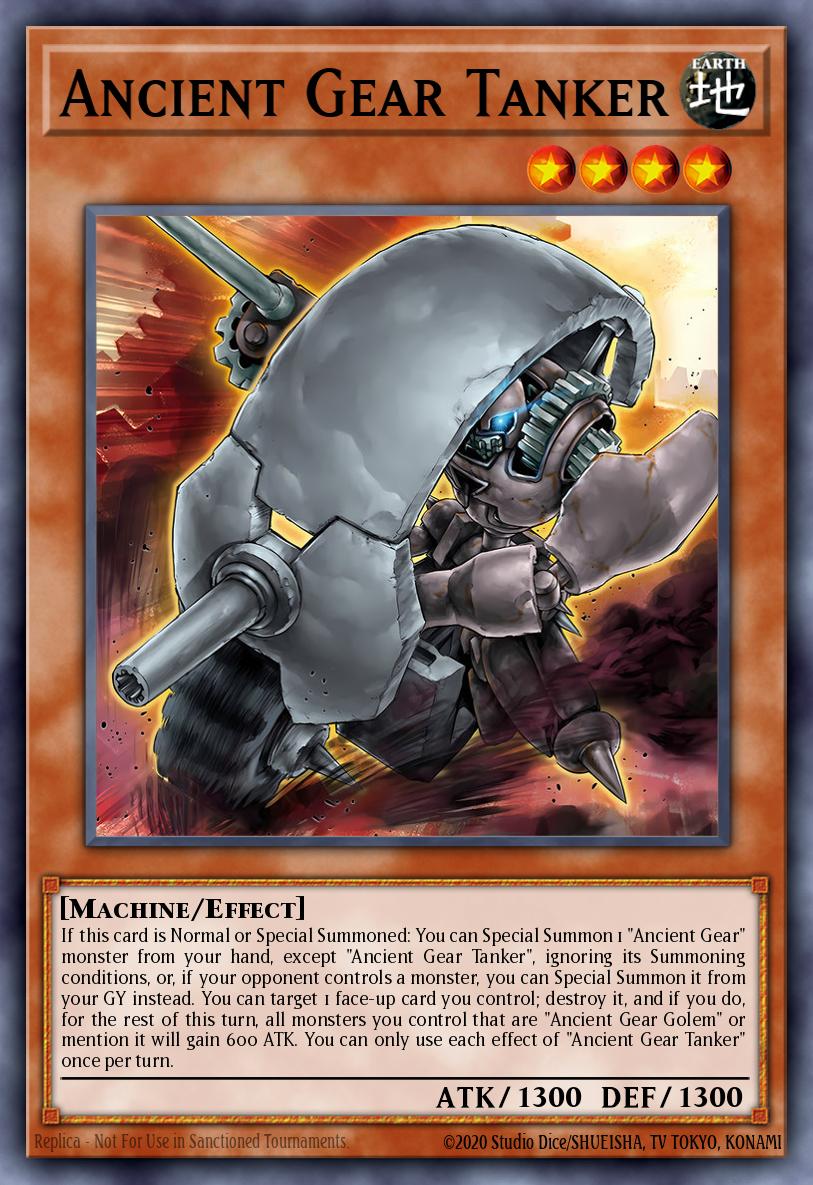 ANCIENT GEAR TANKER
EARTH
地
[MACHINE/EFFECT]
If this card is Normal or Special Summoned: You can Special Summon 1 "Ancient Gear"
monster from your hand, except "Ancient Gear Tanker", ignoring its Summoning
conditions, or, if your opponent controls a monster, you can Special Summon it from
your GY instead. You can target 1 face-up card you control; destroy it, and if you do,
for the rest of this turn, all monsters you control that are "Ancient Gear Golem" or
mention it will gain 600 ATK. You can only use each effect of "Ancient Gear Tanker"
once per turn.
ATK/1300 DEF/1300
Replica - Not For Use in Sanctioned Tournaments.
©2020 Studio Dice/SHUEISHA, TV TOKYO, KONAMI